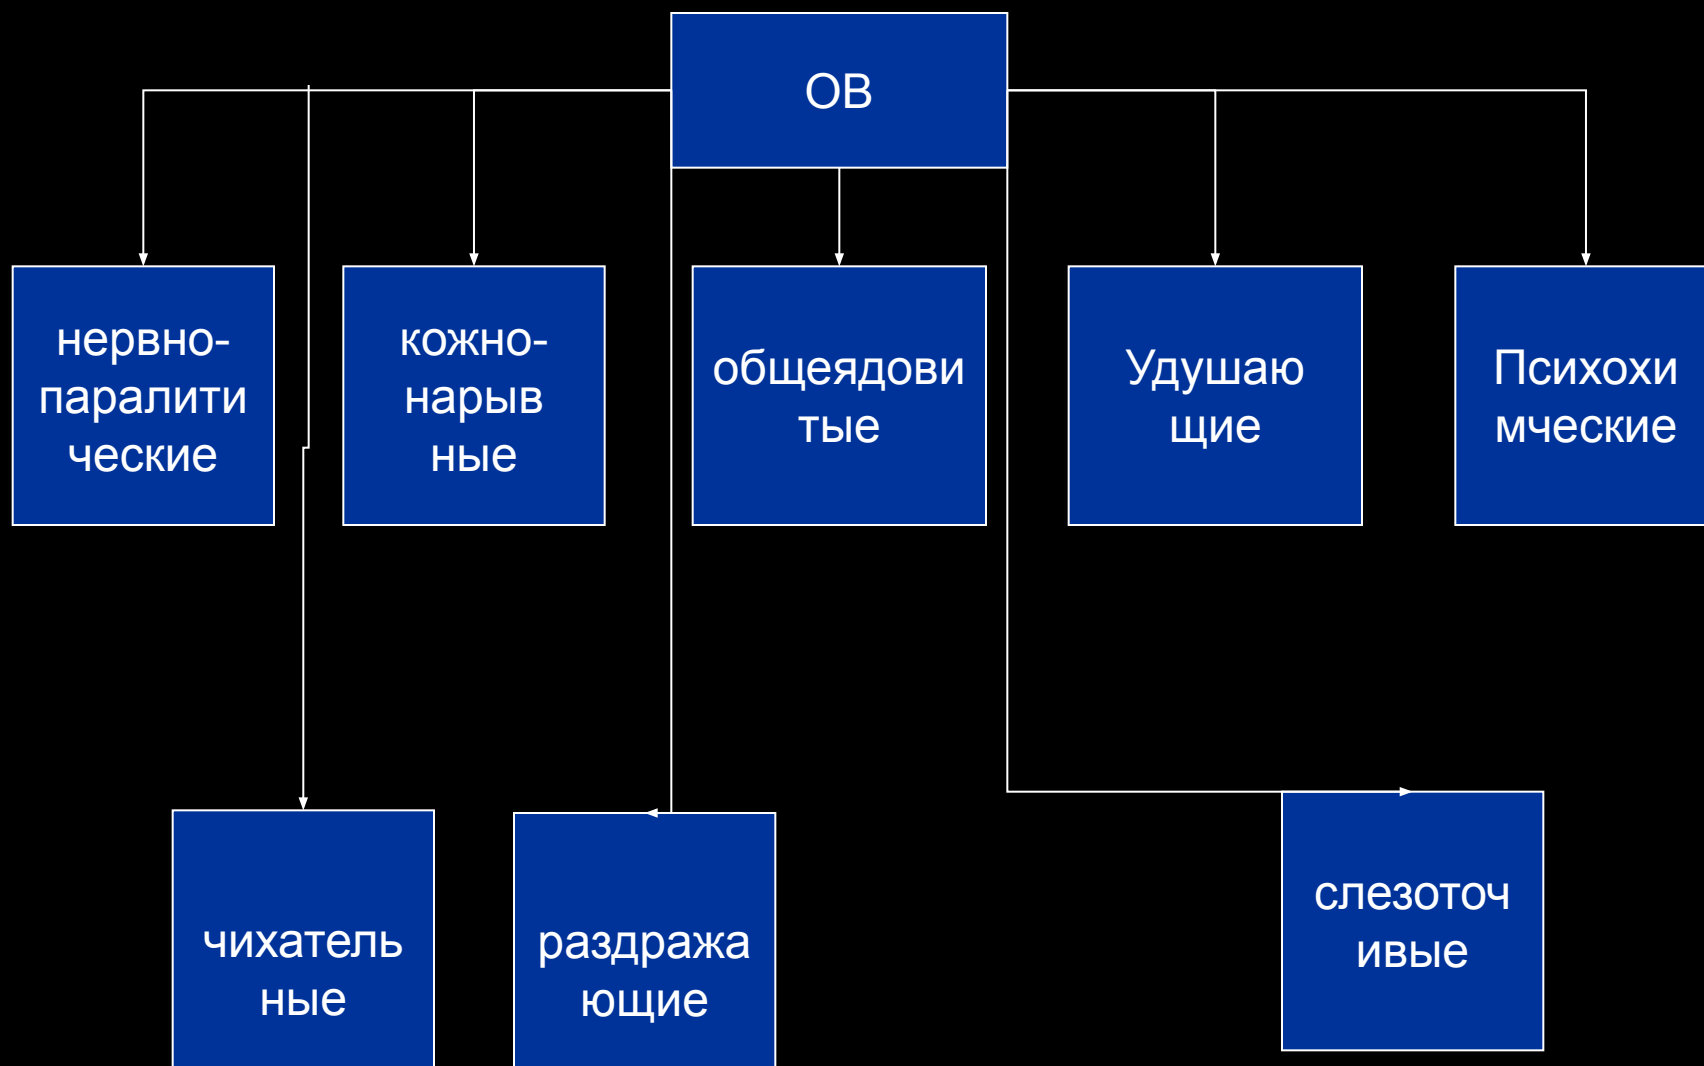 ОВ
нервно-
паралити
ческие
кожно-
нарыв
ные
общеядови
тые
Удушаю
щие
Психохи
мческие
чихатель
ные
раздража
ющие
слезоточ
ивые